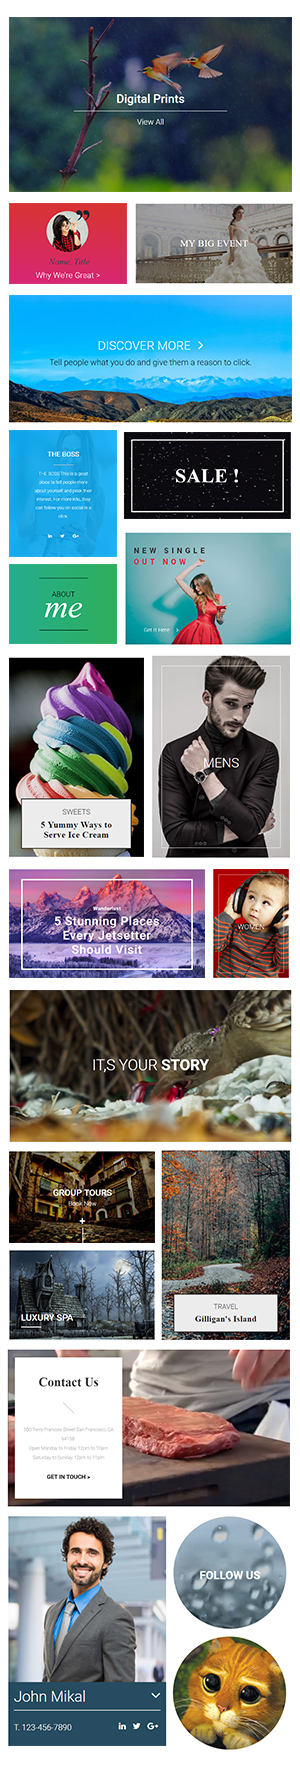 Digital Prints
View All
Name, Title
Why We're Great >
MY BIG EVENT
DISCOVER MORE >
Tell people what you do and give them a reason to click.
THE BOSS
THE BOSS This is a great
place to tell people more
about yourself and peek their
interest. For more info, they
can follow you on social in a
click.
SALE !
NEW SINGLE
OUT NOW
Get It Here >
ABOUT
me
SWEETS
5 Yummy Ways to
Serve Ice Cream
MENS
Wanderlust
5 Stunning Places
Every Jetsetter
Should Visit
WOMEN
IT,S YOUR STORY
GROUP TOURS
Book Now
LUXURY SPA
TRAVEL
Gilligan's Island
Contact Us
500 Terry Francois Street San Francisco, CA
94158
Open Monday to Friday 12pm to 10pm
Saturday to Sunday 12pm to 11pm
GET IN TOUCH >
John Mikal
T. 123-456-7890
FOLLOW US